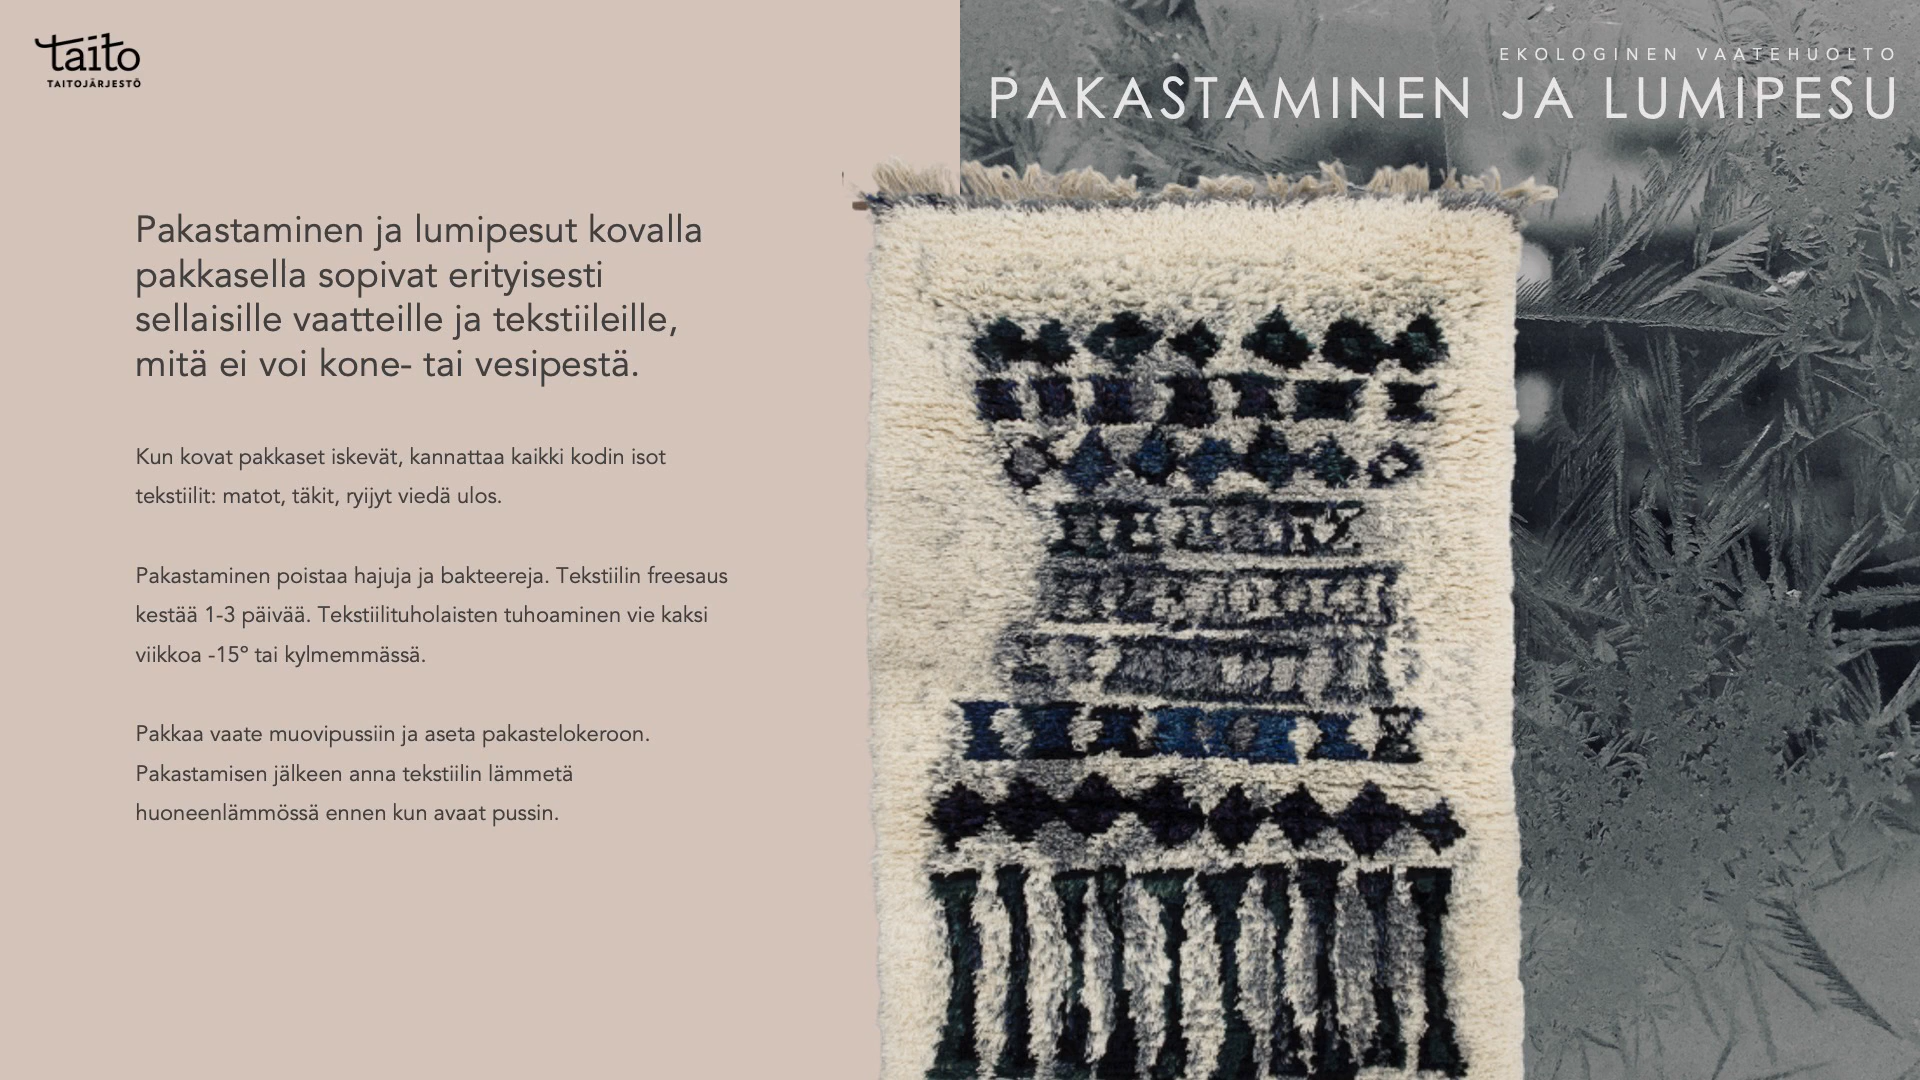 taito
TAITOJÄRJESTÖ
EKOLOGINEN VAATEHUOLTO
PAKASTAMINEN JA LUMIPESU
Pakastaminen ja lumipesut kovalla
pakkasella sopivat erityisesti
sellaisille vaatteille ja tekstiileille,
mitä ei voi kone- tai vesipestä.
Kun kovat pakkaset iskevät, kannattaa kaikki kodin isot
tekstiilit: matot, täkit, ryijyt viedä ulos.
Pakastaminen poistaa hajuja ja bakteereja. Tekstiilin freesaus
kestää 1-3 päivää. Tekstiilituholaisten tuhoaminen vie kaksi
viikkoa -15° tai kylmemmässä.
Pakkaa vaate muovipussiin ja aseta pakastelokeroon.
Pakastamisen jälkeen anna tekstiilin lämmetä
huoneenlämmössä ennen kun avaat pussin.